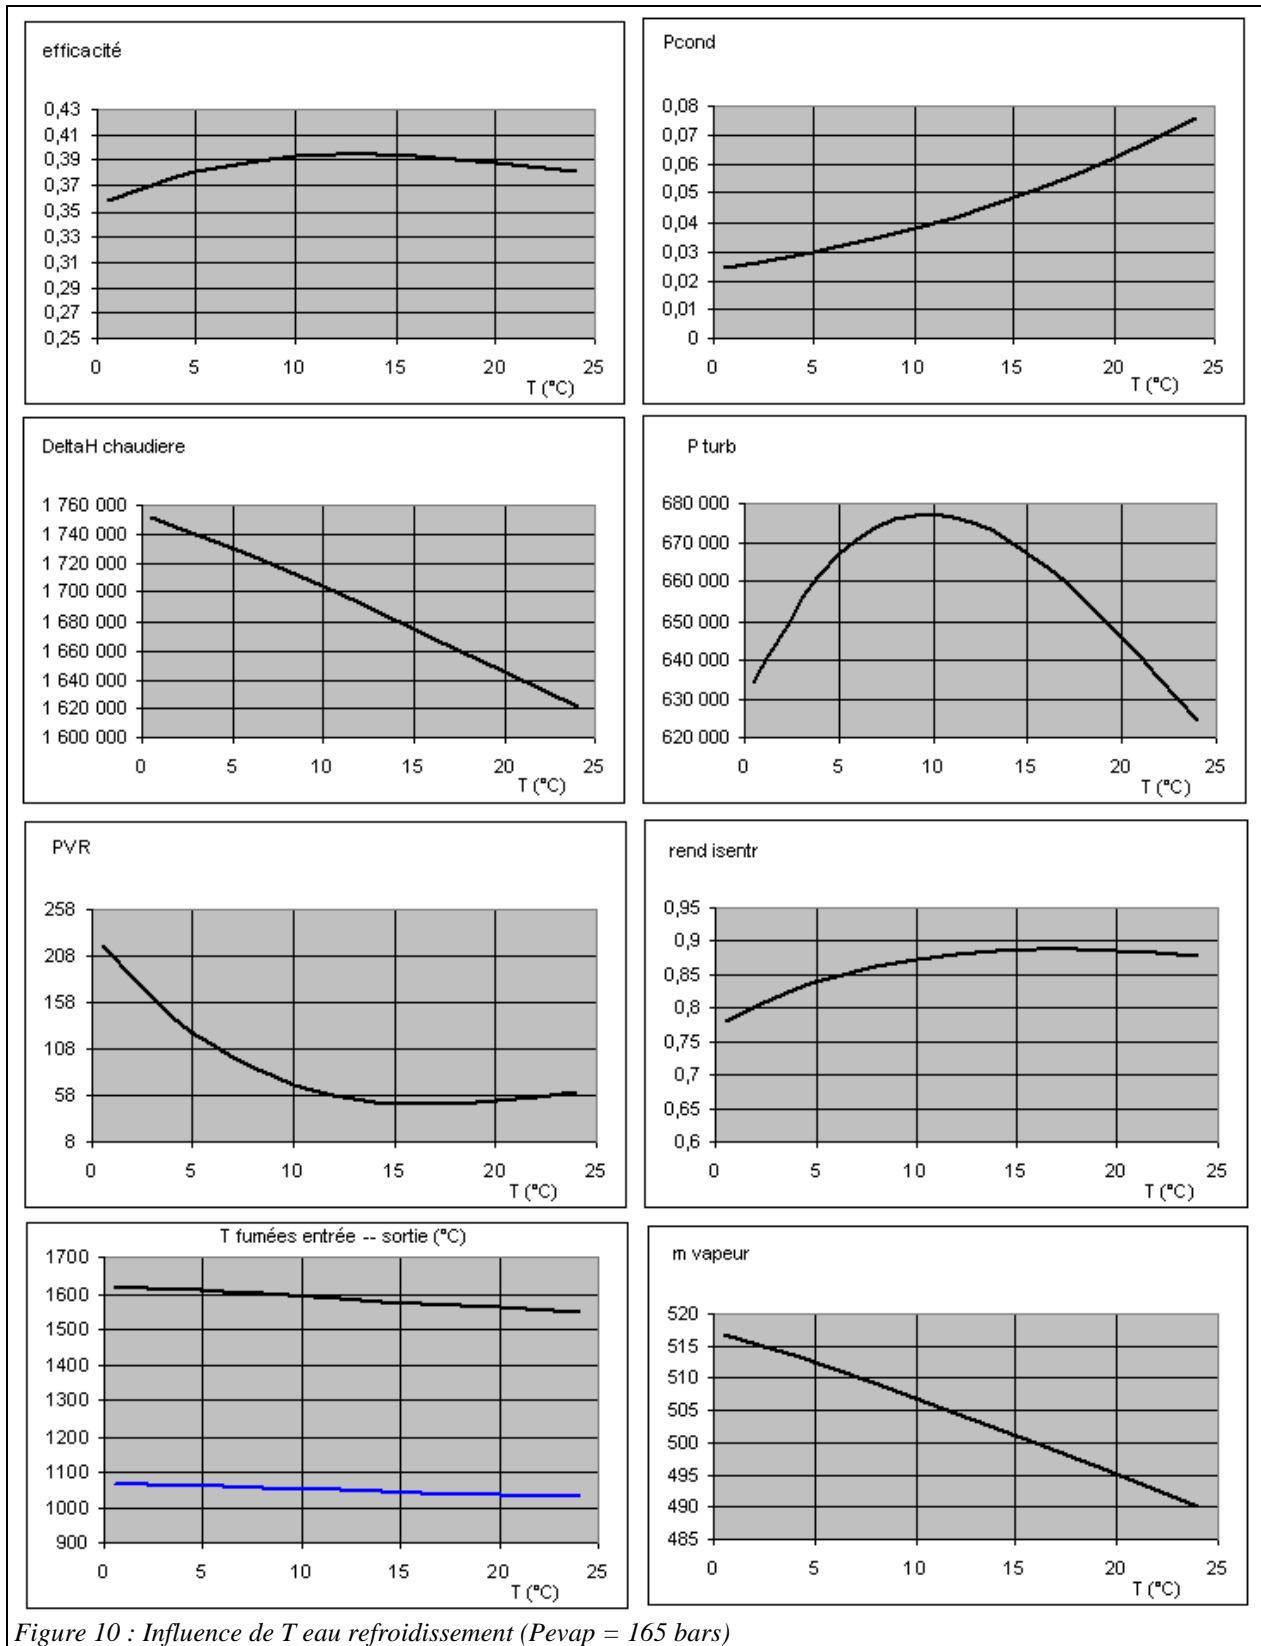 efficacité
0,43
0,41
0,39
0,37
0,35
0,33
0,31
0,29
0,27
0,25
0 5 10 15 20 25
T (°C)
Pcond
0,08
0,07
0,06
0,05
0,04
0,03
0,02
0,01
0
0 5 10 15 20 25
T (°C)
DeltaH chaudiere
1 760 000
1 740 000
1 720 000
1 700 000
1 680 000
1 660 000
1 640 000
1 620 000
1 600 000
0 5 10 15 20 25
T (°C)
P turb
680 000
670 000
660 000
650 000
640 000
630 000
620 000
0 5 10 15 20 25
T (°C)
PVR
258
208
158
108
58
8
0 5 10 15 20 25
T (°C)
rend isentr
0,95
0,9
0,85
0,8
0,75
0,7
0,65
0,6
0 5 10 15 20 25
T (°C)
T fumées entrée -- sortie (°C)
1700
1600
1500
1400
1300
1200
1100
1000
900
0 5 10 15 20 25
T (°C)
m vapeur
520
515
510
505
500
495
490
485
0 5 10 15 20 25
T (°C)
Figure 10 : Influence de T eau refroidissement (Pevap = 165 bars)